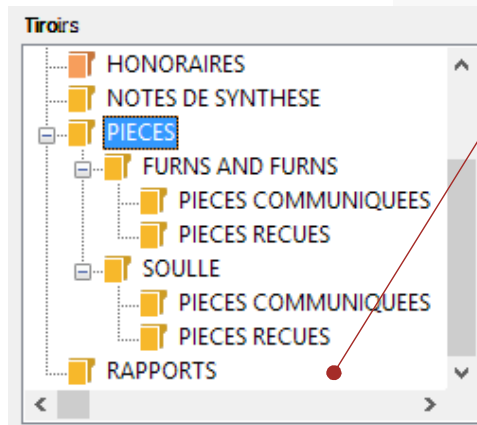 Tiroirs
HONORAIRES
NOTES DE SYNTHESE
PIECES
FURNS AND FURNS
PIECES COMMUNIQUEES
PIECES RECUES
SOULLE
PIECES COMMUNIQUEES
PIECES RECUES
RAPPORTS